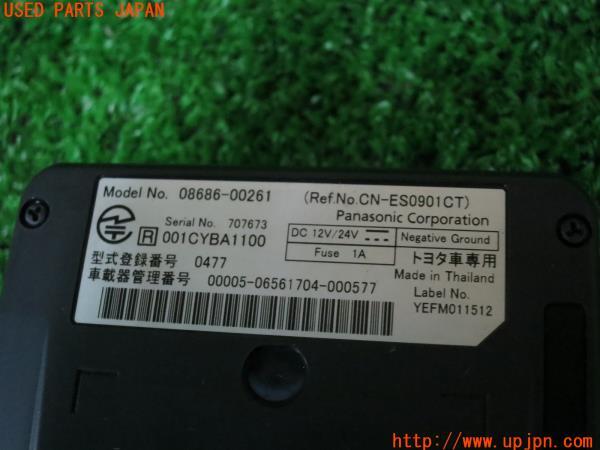 USED PARTS JAPAN
Model No. 08686-00261 (Ref.No.CN-ES0901CT)
Serial No. 707673 Panasonic Corporation
R 001CYBA1100 DC 12V/24V Negative Ground
Fuse 1A トヨタ車専用
型式登録番号 0477 Made in Thailand
車載器管理番号 00005-06561704-000577 Label No.
YEFM011512
http://www.upjpn.com/